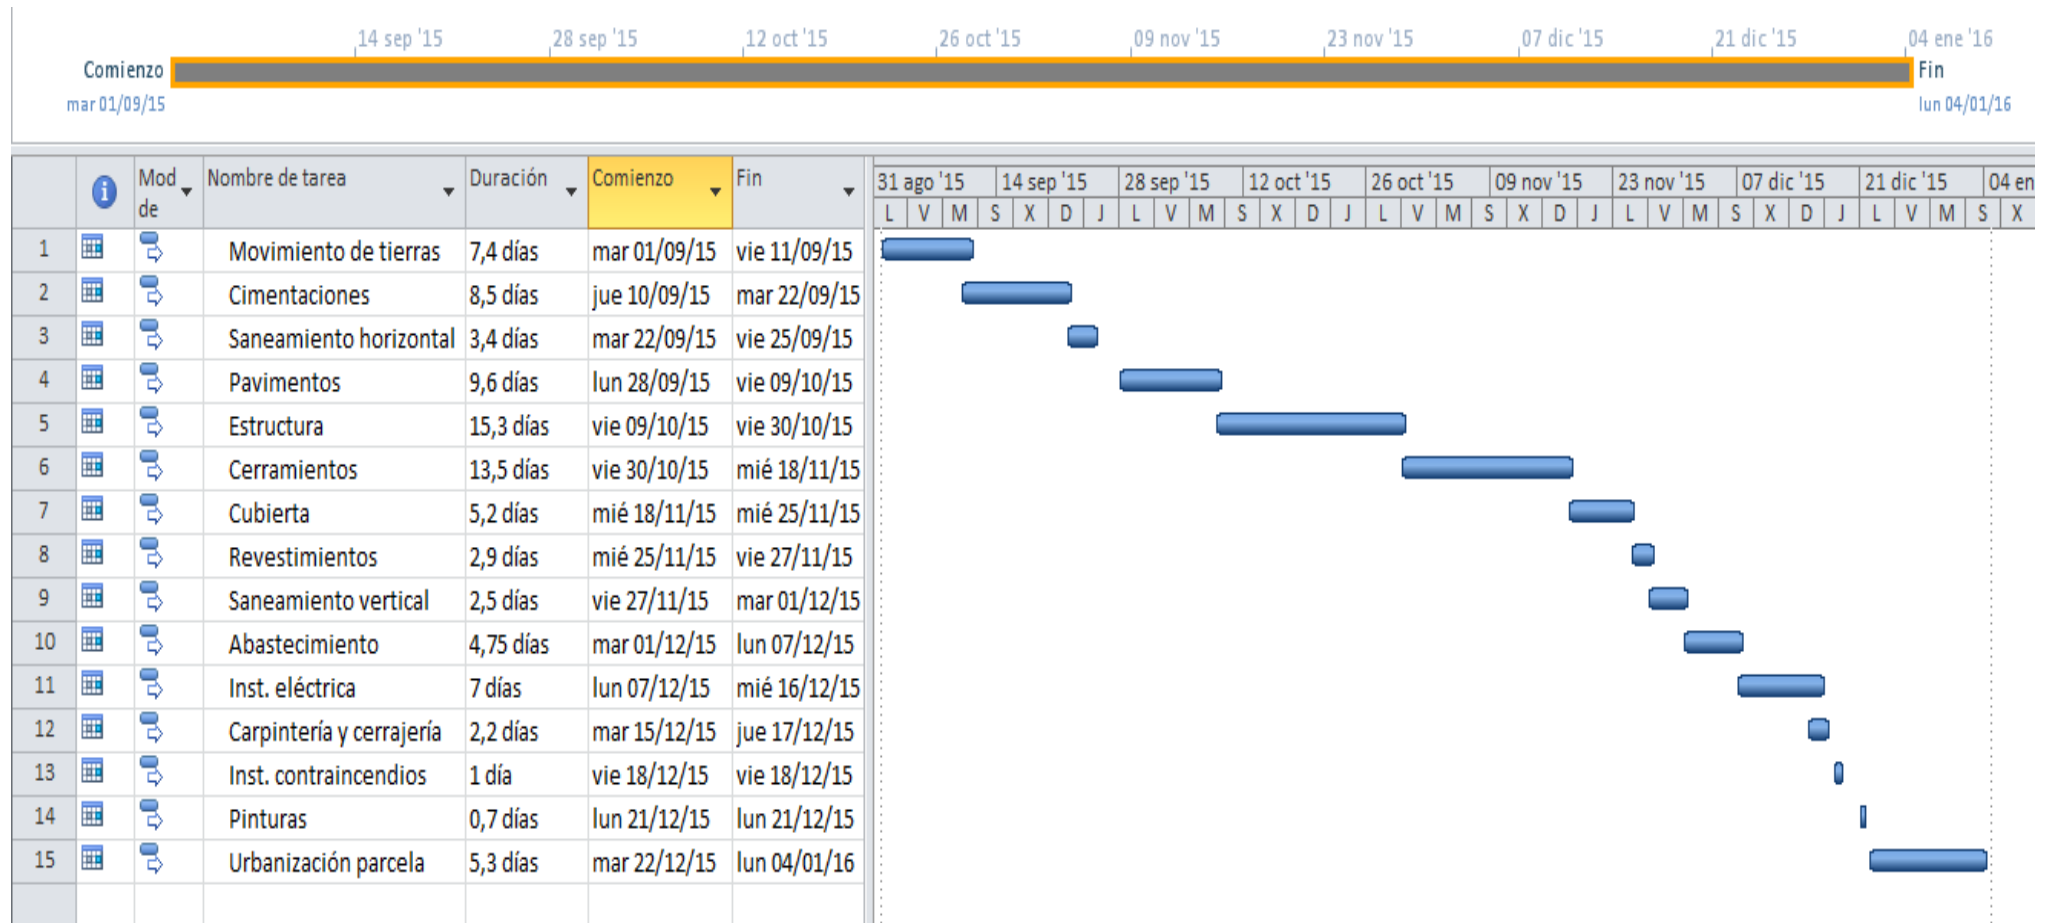 14 sep '15 28 sep '15 12 oct '15 26 oct '15 09 nov '15 23 nov '15 07 dic '15 21 dic '15 04 ene '16
Comienzo Fin
mar 01/09/15 lun 04/01/16
Mod de Nombre de tarea Duración Comienzo Fin
31 ago '15 14 sep '15 28 sep '15 12 oct '15 26 oct '15 09 nov '15 23 nov '15 07 dic '15 21 dic '15 04 en
L V M S X D J L V M S X D J L V M S X D J L V M S X D J L V M S X
1 Movimiento de tierras 7,4 días mar 01/09/15 vie 11/09/15
2 Cimentaciones 8,5 días jue 10/09/15 mar 22/09/15
3 Saneamiento horizontal 3,4 días mar 22/09/15 vie 25/09/15
4 Pavimentos 9,6 días lun 28/09/15 vie 09/10/15
5 Estructura 15,3 días vie 09/10/15 vie 30/10/15
6 Cerramientos 13,5 días vie 30/10/15 mié 18/11/15
7 Cubierta 5,2 días mié 18/11/15 mié 25/11/15
8 Revestimientos 2,9 días mié 25/11/15 vie 27/11/15
9 Saneamiento vertical 2,5 días vie 27/11/15 mar 01/12/15
10 Abastecimiento 4,75 días mar 01/12/15 lun 07/12/15
11 Inst. eléctrica 7 días lun 07/12/15 mié 16/12/15
12 Carpintería y cerrajería 2,2 días mar 15/12/15 jue 17/12/15
13 Inst. contraincendios 1 día vie 18/12/15 vie 18/12/15
14 Pinturas 0,7 días lun 21/12/15 lun 21/12/15
15 Urbanización parcela 5,3 días mar 22/12/15 lun 04/01/16